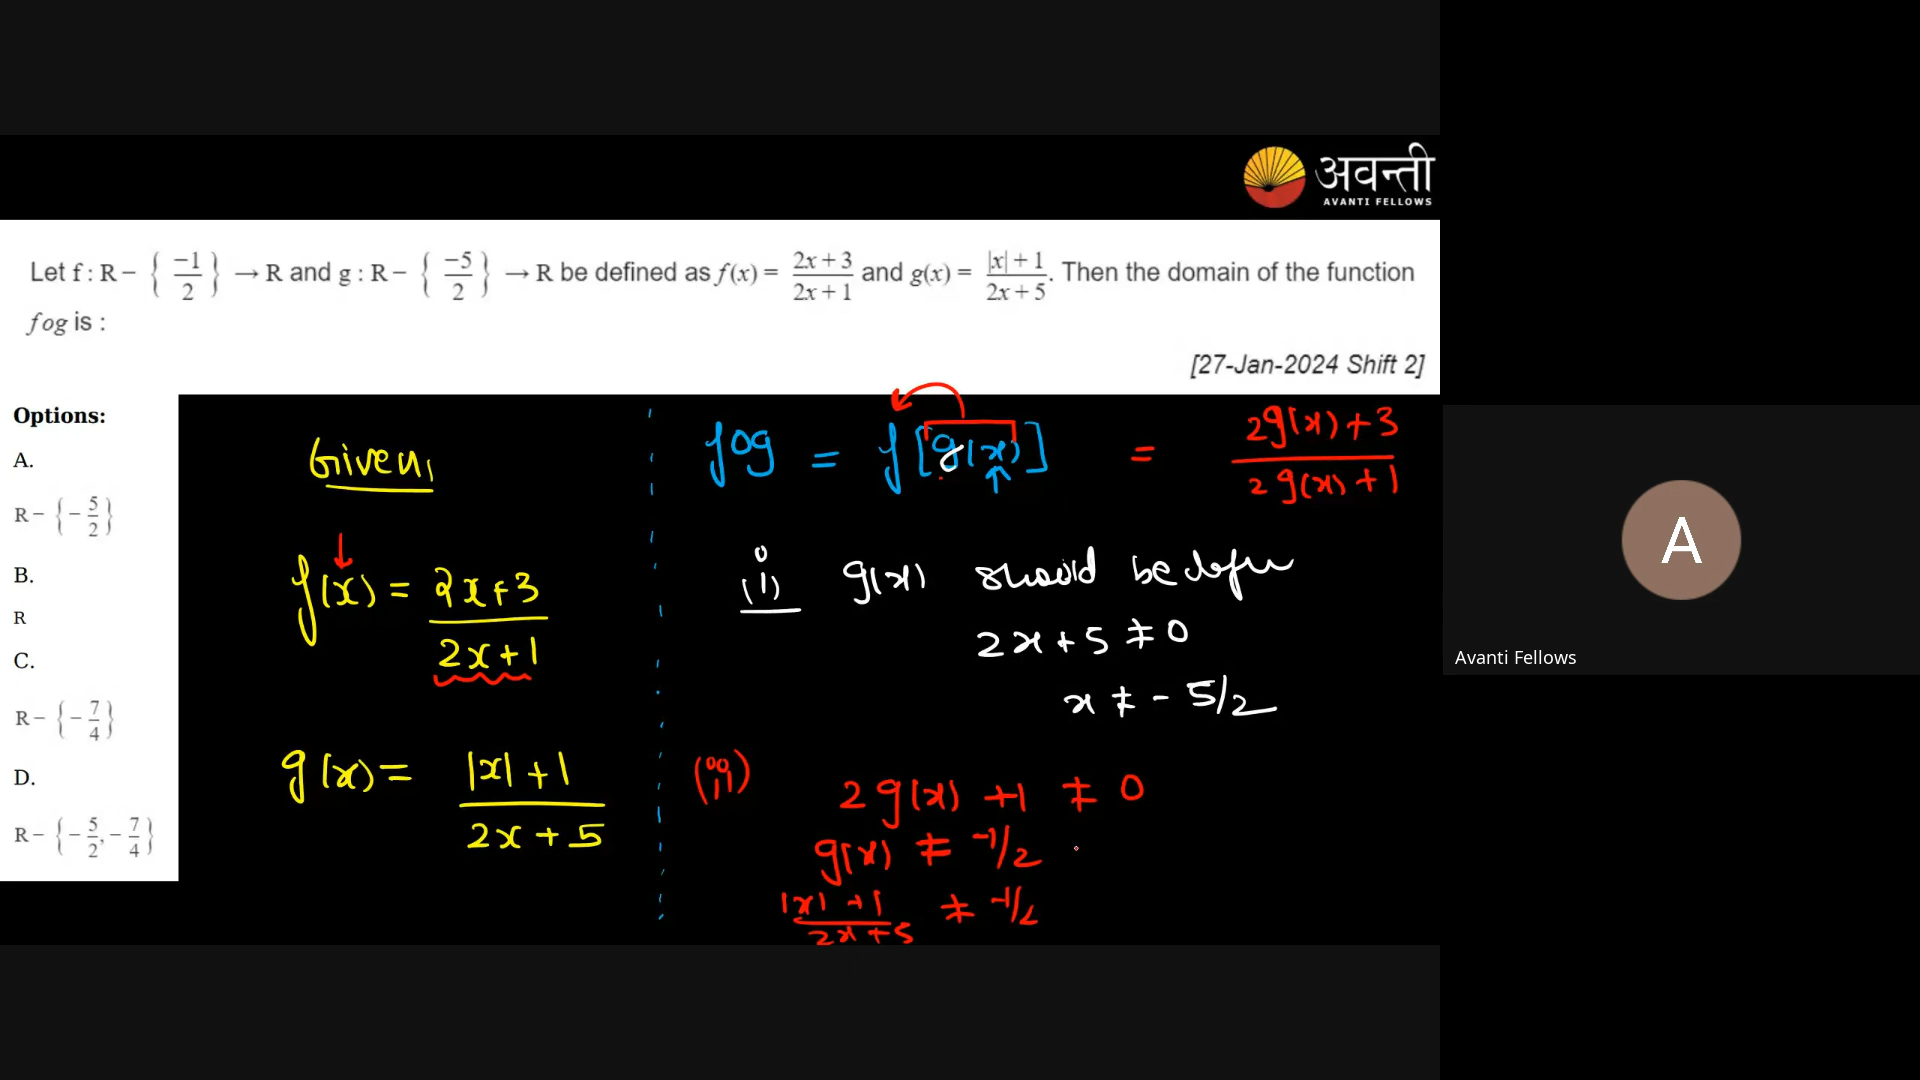 अवन्ती
AVANTI FELLOWS
Let f : R − { −1/2 } → R and g : R − { −5/2 } → R be defined as f(x) = (2x + 3)/(2x + 1) and g(x) = (|x| + 1)/(2x + 5). Then the domain of the function
fog is :
[27-Jan-2024 Shift 2]
Options:
A.
R − { − 5/2 }
B.
R
C.
R − { − 7/4 }
D.
R − { − 5/2, − 7/4 }
Given,
f(x) = (2x+3)/(2x+1)
g(x) = (|x| + 1)/(2x + 5)
fog = f[g(x)] = (2g(x)+3)/(2g(x)+1)
(i) g(x) should be
2x + 5 ≠ 0
x ≠ - 5/2
(ii) 2g(x) + 1 ≠ 0
g(x) ≠ -1/2
(|x| + 1)/(2x + 5) ≠ -1/2
A
Avanti Fellows